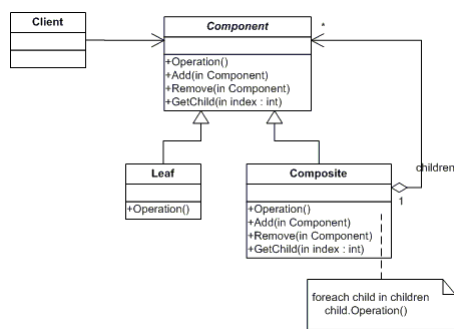 Client
Component
*
+Operation()
+Add(in Component)
+Remove(in Component)
+GetChild(in index : int)
children
Leaf
+Operation()
Composite
1
+Operation()
+Add(in Component)
+Remove(in Component)
+GetChild(in index : int)
foreach child in children
child.Operation()